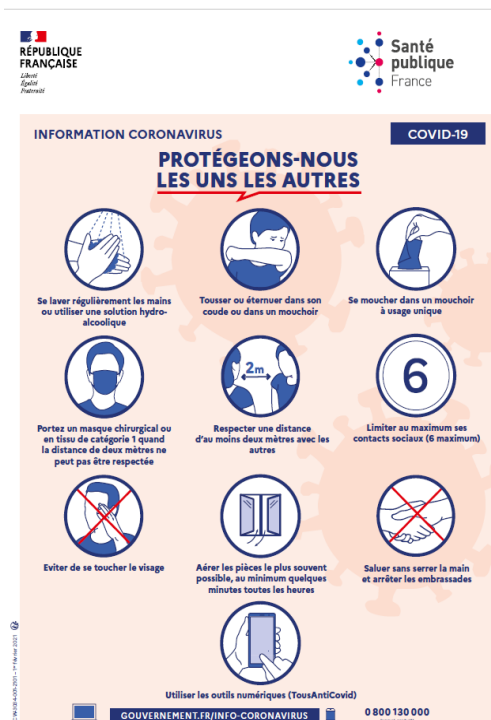 RÉPUBLIQUE
FRANÇAISE
Liberté
Égalité
Fraternité
Santé
publique
France
INFORMATION CORONAVIRUS
COVID-19
PROTÉGEONS-NOUS
LES UNS LES AUTRES
Se laver régulièrement les mains
ou utiliser une solution hydro-
alcoolique
Tousser ou éternuer dans son
coude ou dans un mouchoir
Se moucher dans un mouchoir
à usage unique
2m
6
Portez un masque chirurgical ou
en tissu de catégorie 1 quand
la distance de deux mètres ne
peut pas être respectée
Respecter une distance
d'au moins deux mètres avec les
autres
Limiter au maximum ses
contacts sociaux (6 maximum)
Eviter de se toucher le visage
Aérer les pièces le plus souvent
possible, au minimum quelques
minutes toutes les heures
Saluer sans serrer la main
et arrêter les embrassades
Utiliser les outils numériques (TousAntiCovid)
GOUVERNEMENT.FR/INFO-CORONAVIRUS
0 800 130 000